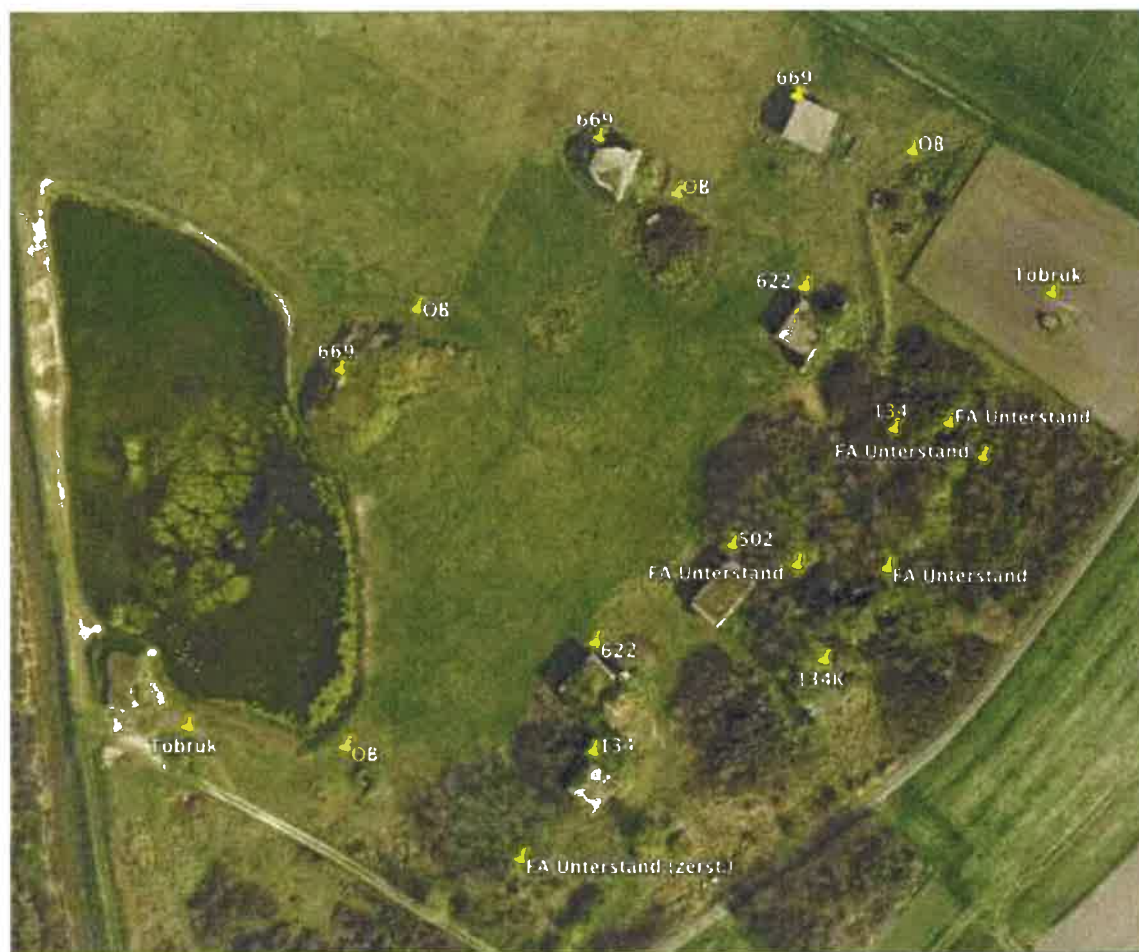 669
669
OB
OB
622
Tobruk
OB
669
134
FA Unterstand
FA Unterstand
502
FA Unterstand
FA Unterstand
622
134K
Tobruk
OB
134
FA Unterstand (zerst.)